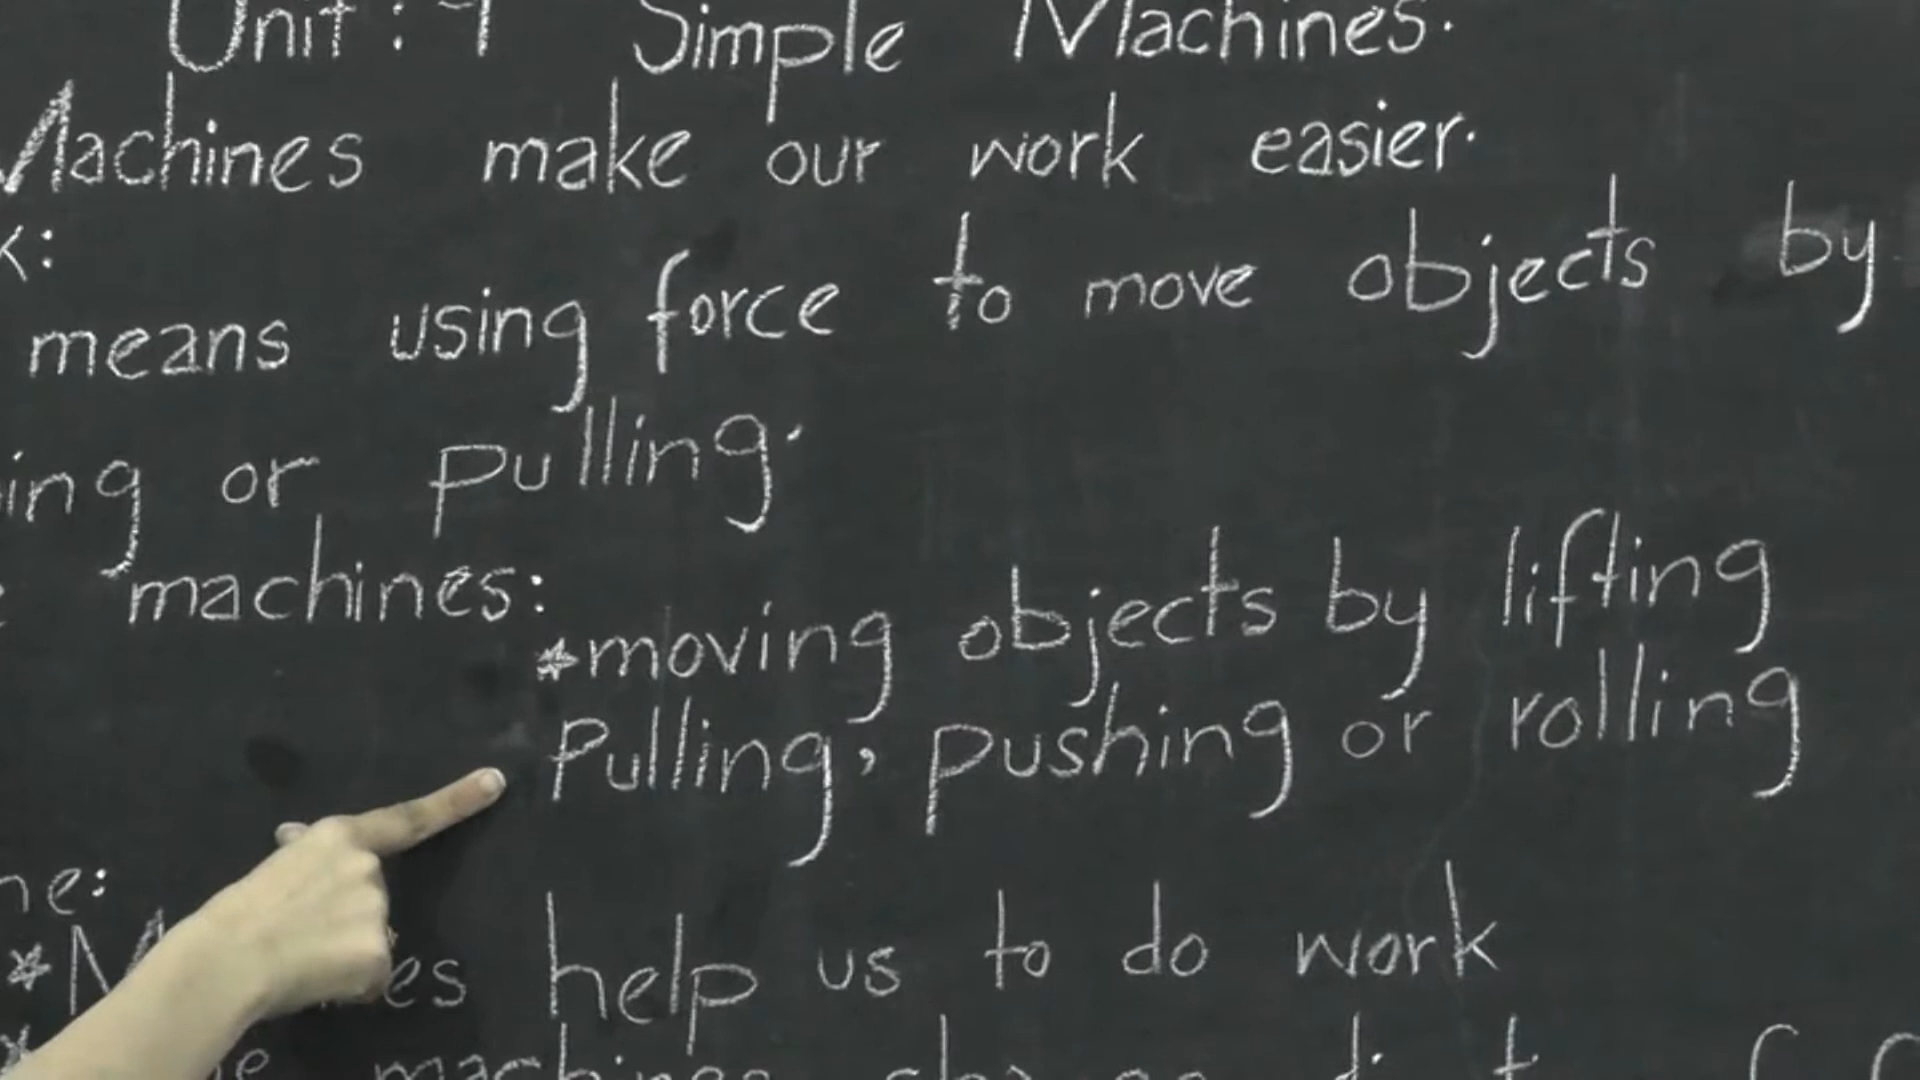 Unit: 4 Simple Machines.
Machines make our work easier.
k:
means using force to move objects by
ing or pulling.
machines:
*moving objects by lifting
Pulling, pushing or rolling
ne:
* help us to do work
machines